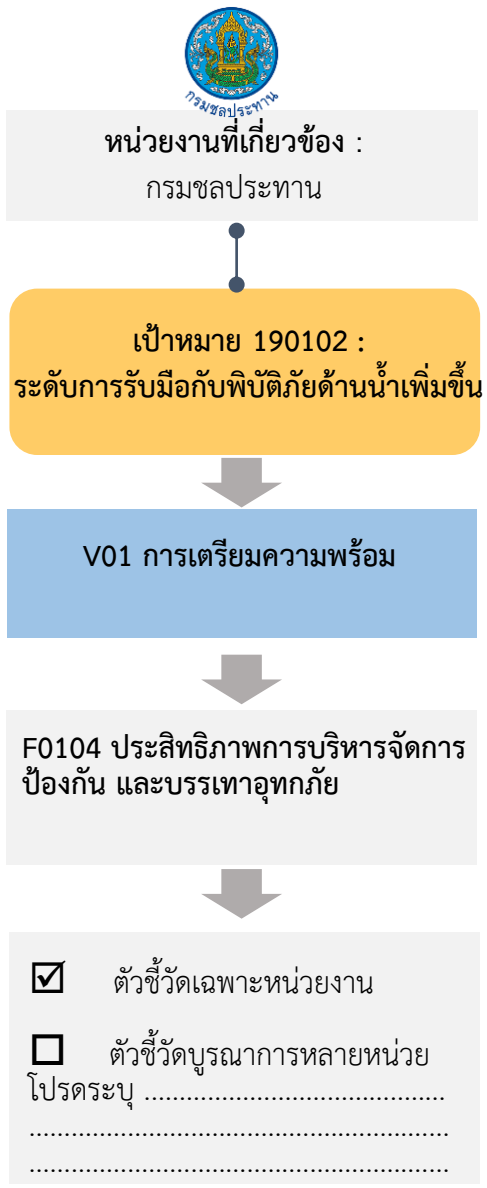 กรมชลประทาน
หน่วยงานที่เกี่ยวข้อง :
กรมชลประทาน
เป้าหมาย 190102 :
ระดับการรับมือกับพิบัติภัยด้านน้ำเพิ่มขึ้น
V01 การเตรียมความพร้อม
F0104 ประสิทธิภาพการบริหารจัดการ
ป้องกัน และบรรเทาอุทกภัย
☑ ตัวชี้วัดเฉพาะหน่วยงาน
☐ ตัวชี้วัดบูรณาการหลายหน่วย
โปรดระบุ ...........................................
............................................................
............................................................